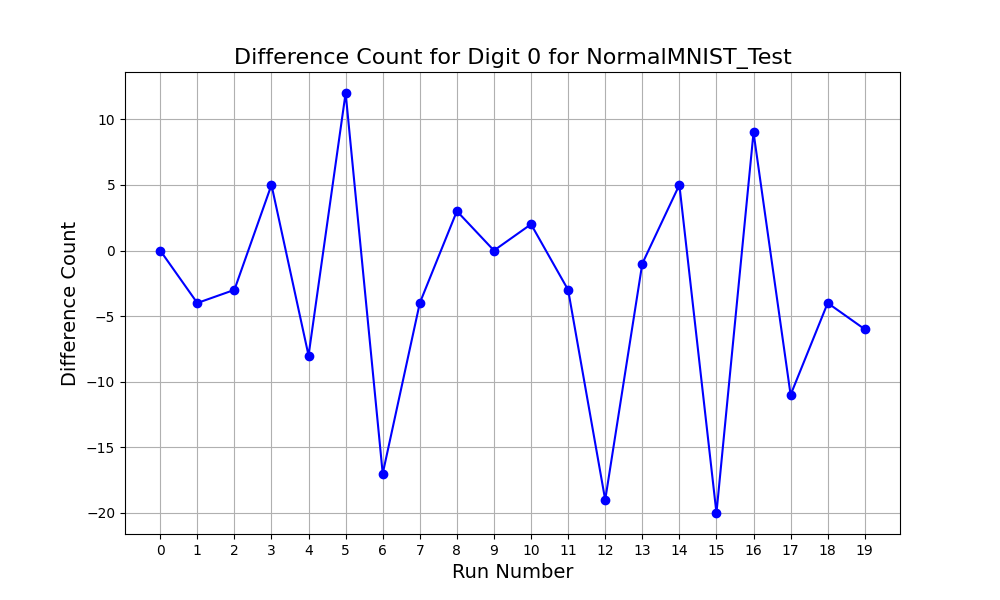 Difference Count for Digit 0 for NormalMNIST_Test
Difference Count
10
5
0
−5
−10
−15
−20
0 1 2 3 4 5 6 7 8 9 10 11 12 13 14 15 16 17 18 19
Run Number